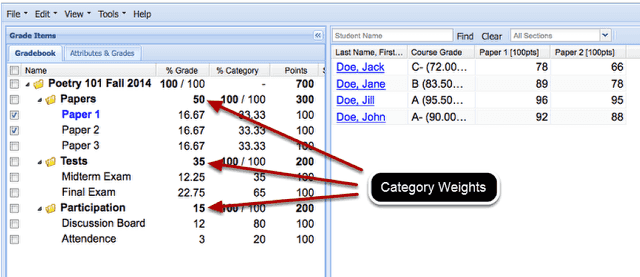 File Edit View Tools Help
Grade Items
Gradebook Attributes & Grades
Name % Grade % Category Points
Poetry 101 Fall 2014 100 / 100 - 700
Papers 50 100 / 100 300
Paper 1 16.67 33.33 100
Paper 2 16.67 33.33 100
Paper 3 16.67 33.33 100
Tests 35 100 / 100 200
Midterm Exam 12.25 35 100
Final Exam 22.75 65 100
Participation 15 100 / 100 200
Discussion Board 12 80 100
Attendence 3 20 100
Student Name Find Clear All Sections
Last Name, First... Course Grade Paper 1 [100pts] Paper 2 [100pts]
Doe, Jack C- (72.00... 78 66
Doe, Jane B (83.50... 89 78
Doe, Jill A (95.50... 96 95
Doe, John A- (90.00... 92 88
Category Weights